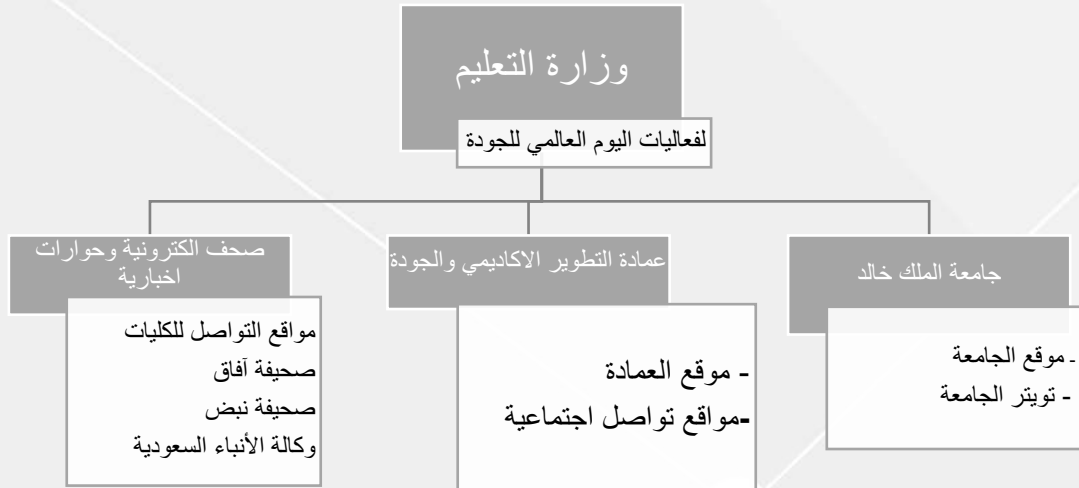 وزارة التعليم
لفعاليات اليوم العالمي للجودة
جامعة الملك خالد
- موقع الجامعة
- تويتر الجامعة
عمادة التطوير الاكاديمي والجودة
- موقع العمادة
-مواقع تواصل اجتماعية
صحف الكترونية وحوارات
اخبارية
مواقع التواصل للكليات
صحيفة آفاق
صحيفة نبض
وكالة الأنباء السعودية